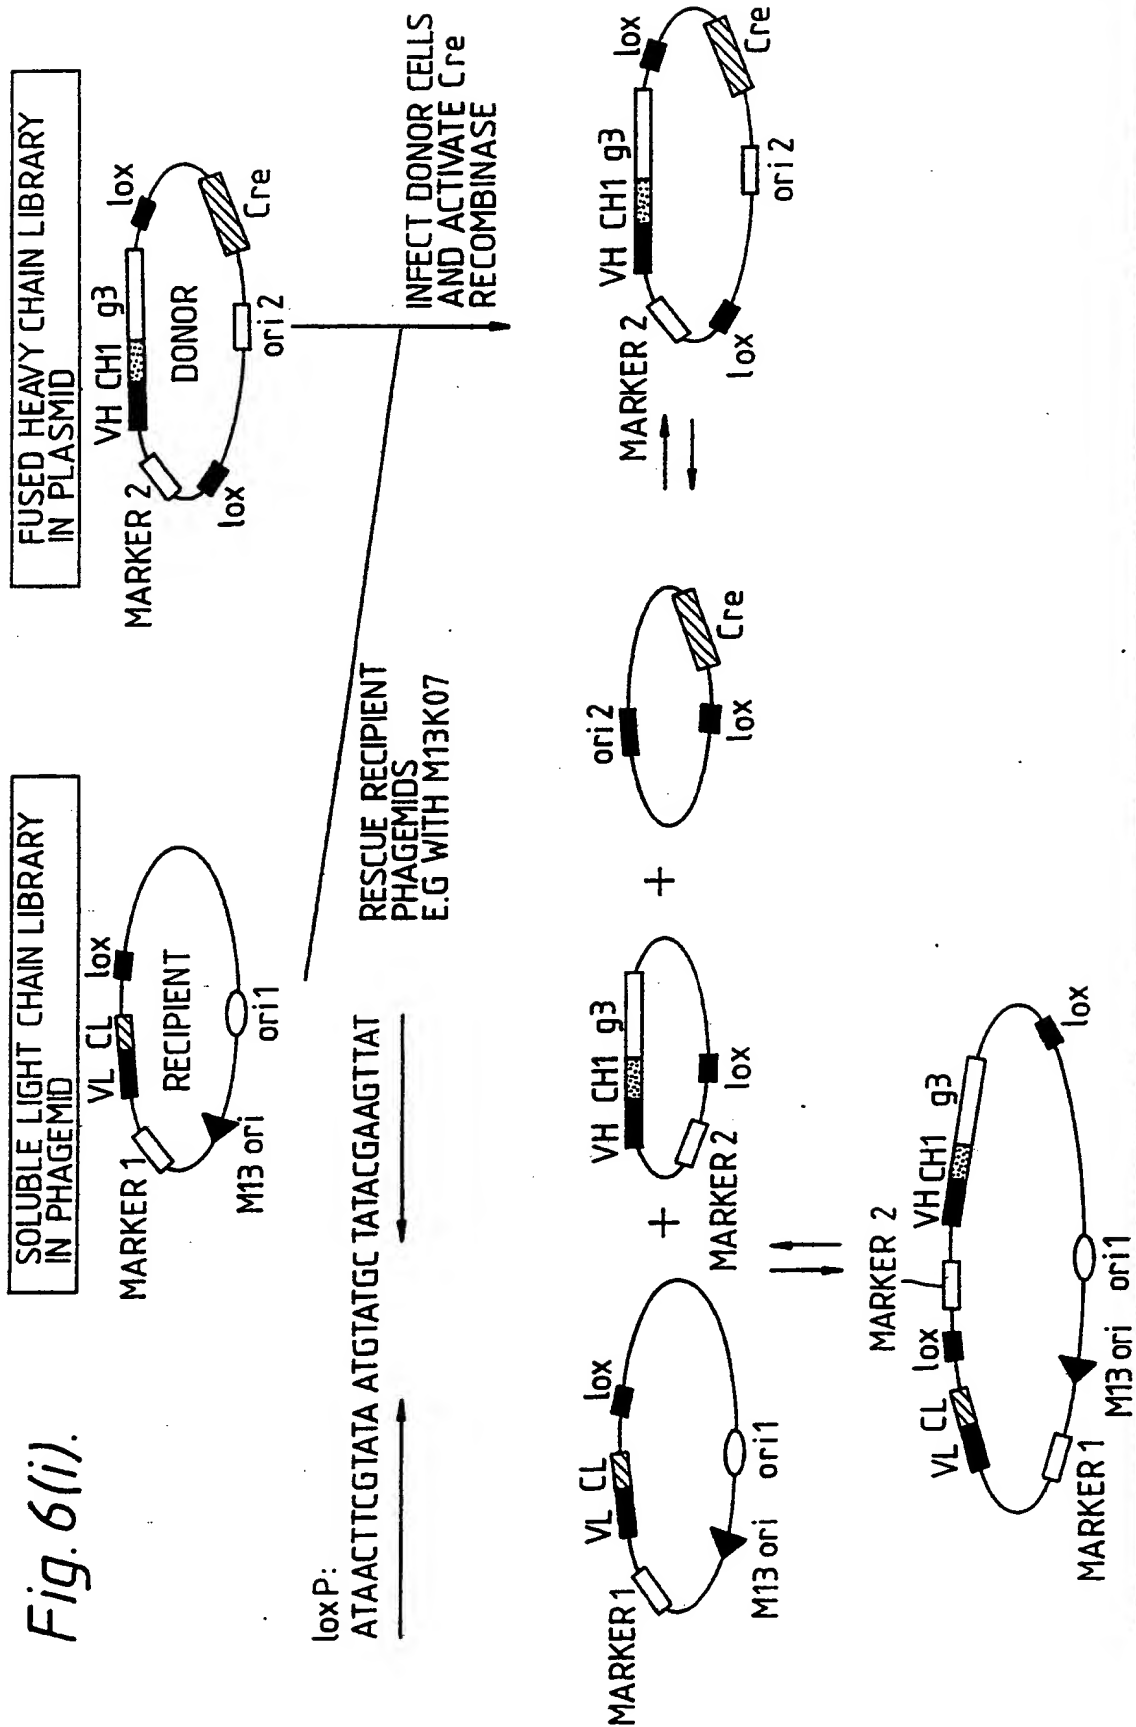 Fig. 6(i).
SOLUBLE LIGHT CHAIN LIBRARY
IN PHAGEMID
FUSED HEAVY CHAIN LIBRARY
IN PLASMID
VL CL
lox
MARKER 1
RECIPIENT
M13 ori
ori1
VH CH1 g3
lox
MARKER 2
DONOR
Cre
lox
ori 2
loxP:
ATAACTTCGTATA ATGTATGC TATACGAAGTTAT
RESCUE RECIPIENT
PHAGEMIDS
E.G WITH M13K07
INFECT DONOR CELLS
AND ACTIVATE Cre
RECOMBINASE
VL CL
lox
MARKER 1
M13 ori
ori1
+
VH CH1 g3
MARKER 2
lox
+
ori 2
Cre
lox
VH CH1 g3
lox
MARKER 2
Cre
lox
ori 2
MARKER 2
VL CL
lox
VH CH1
g3
lox
MARKER 1
M13 ori
ori1